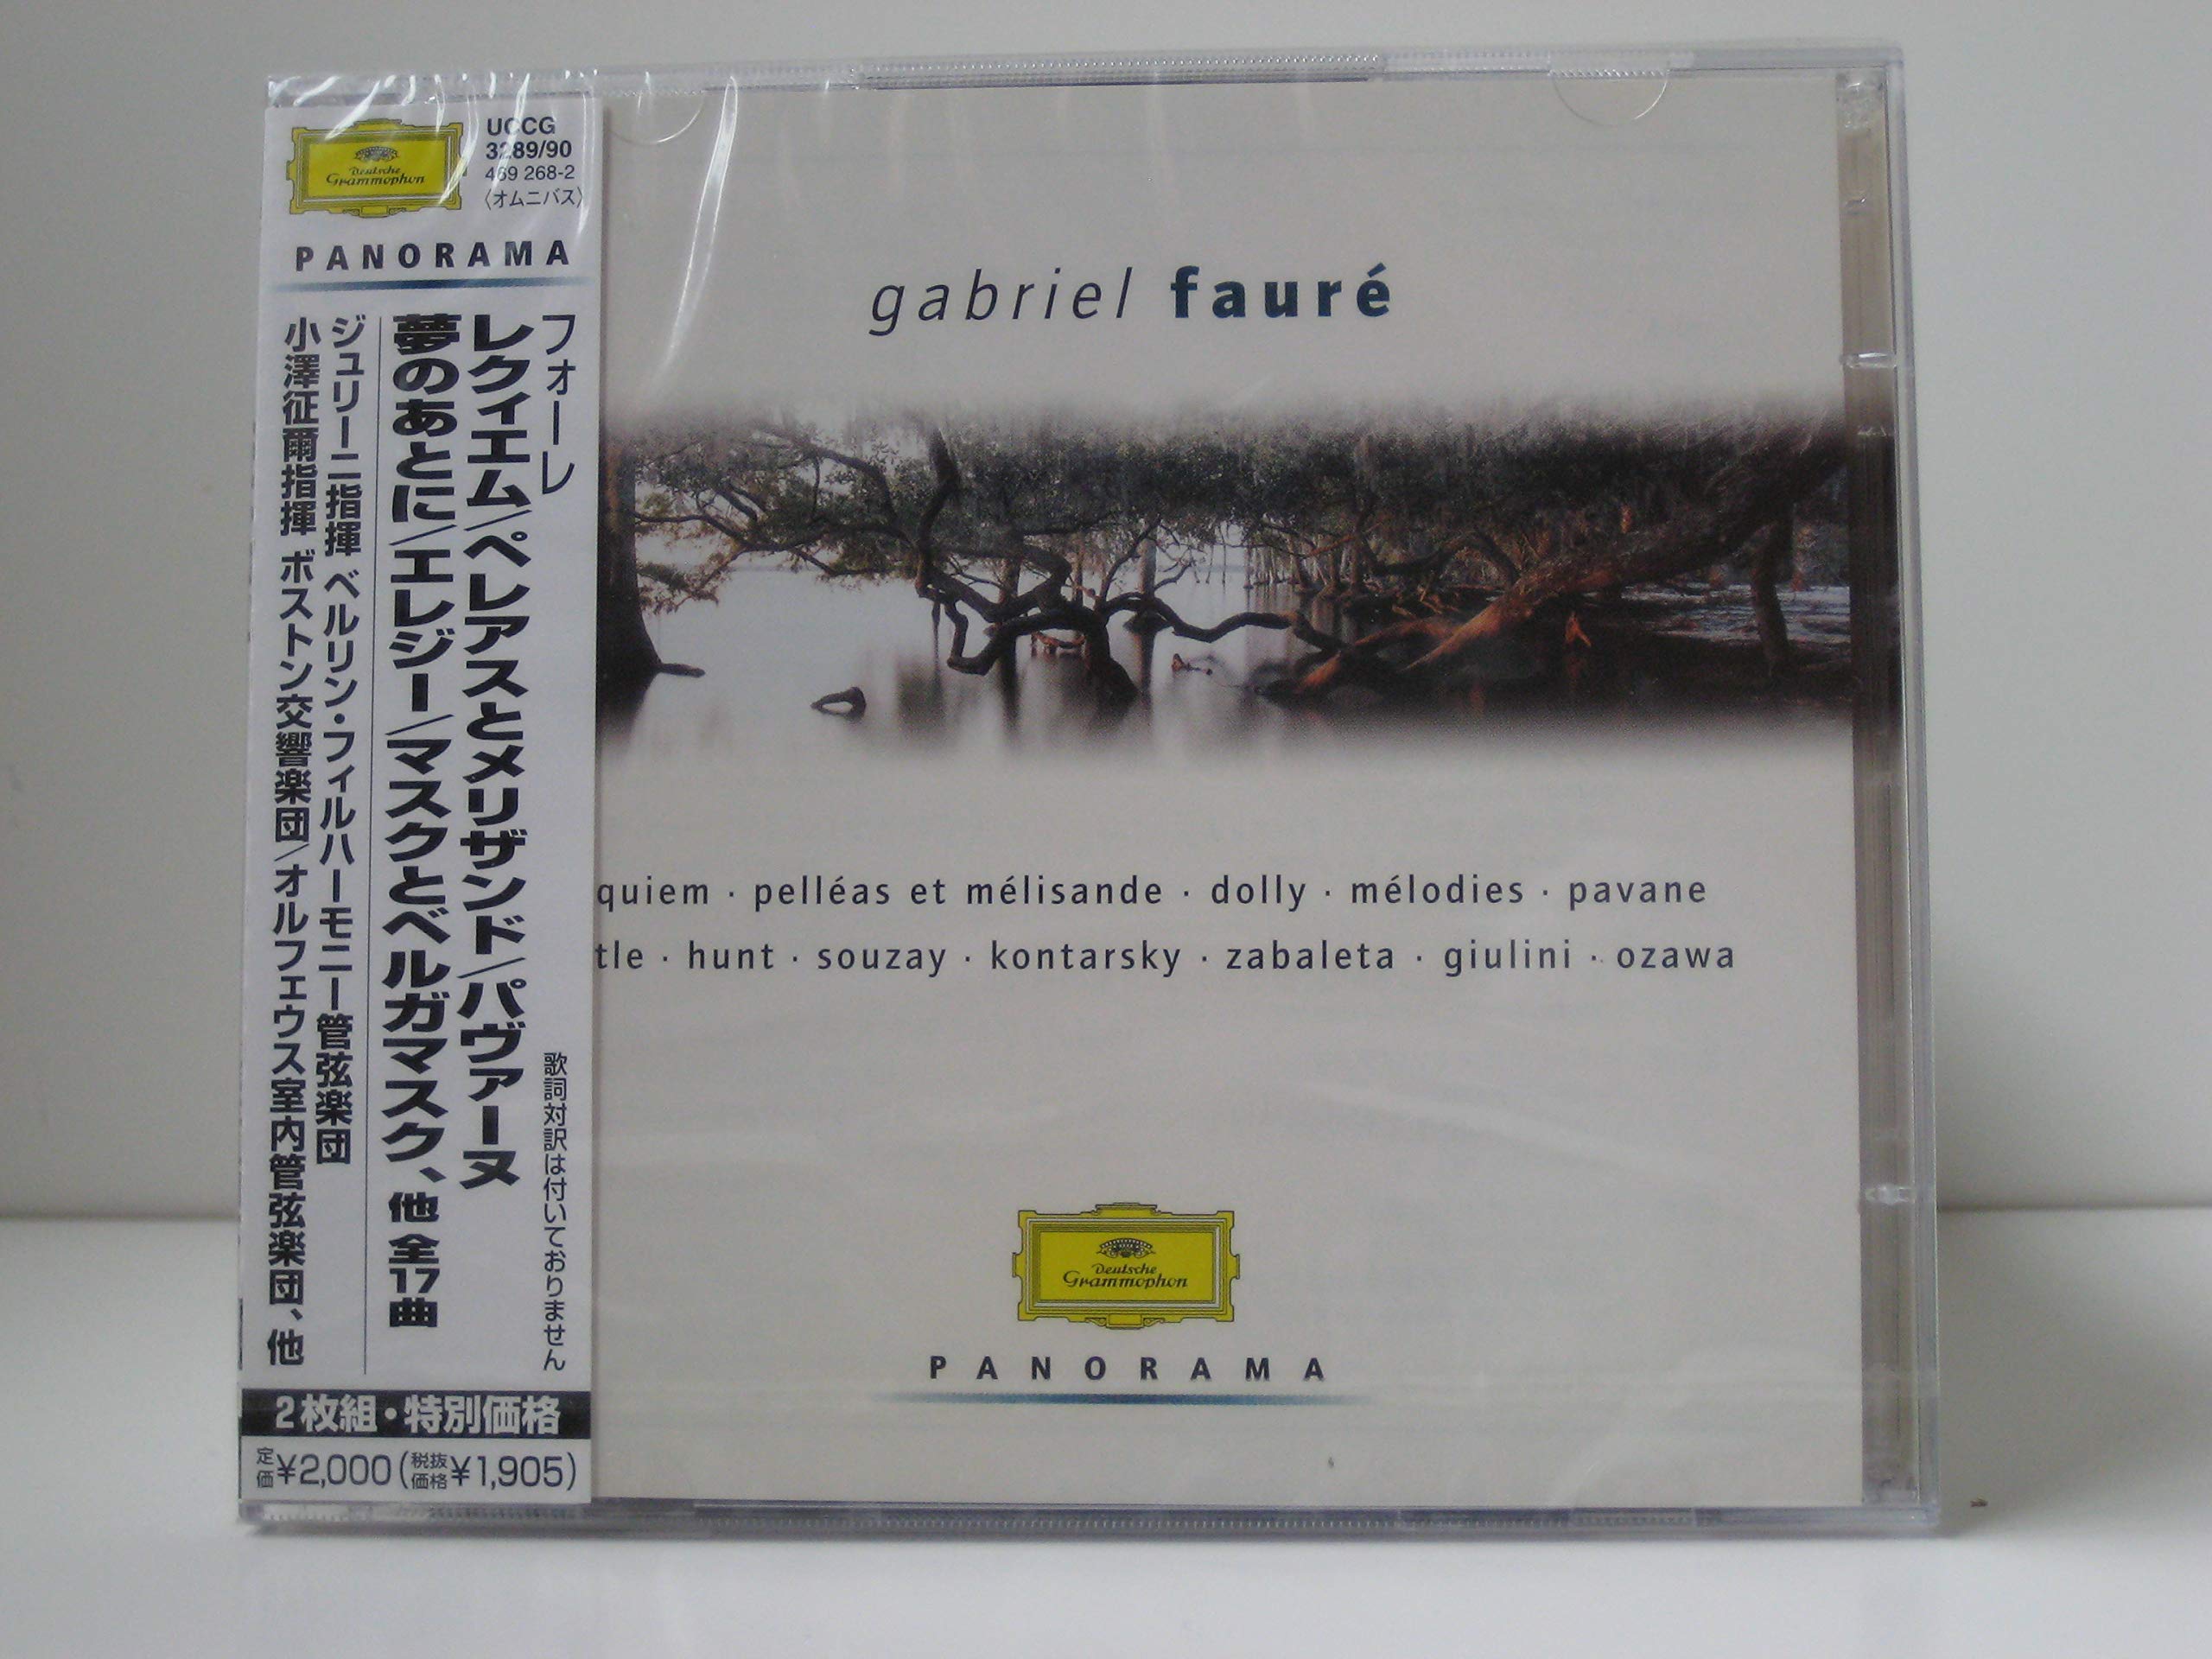 Deutsche
Grammophon
UCCG
3289/90
469 268-2
〈オムニバス〉
PANORAMA
フォーレ
レクィエム/ペレアスとメリザンド/パヴァーヌ
夢のあとに/エレジー/マスクとベルガマスク、他 全17曲
ジュリーニ指揮 ベルリン・フィルハーモニー管弦楽団
小澤征爾指揮 ボストン交響楽団/オルフェウス室内管弦楽団、他
歌詞対訳は付いておりません
2枚組・特別価格
定価¥2,000(税抜価格¥1,905)
gabriel fauré
quiem · pelléas et mélisande · dolly · mélodies · pavane
tle · hunt · souzay · kontarsky · zabaleta · giulini · ozawa
Deutsche
Grammophon
PANORAMA